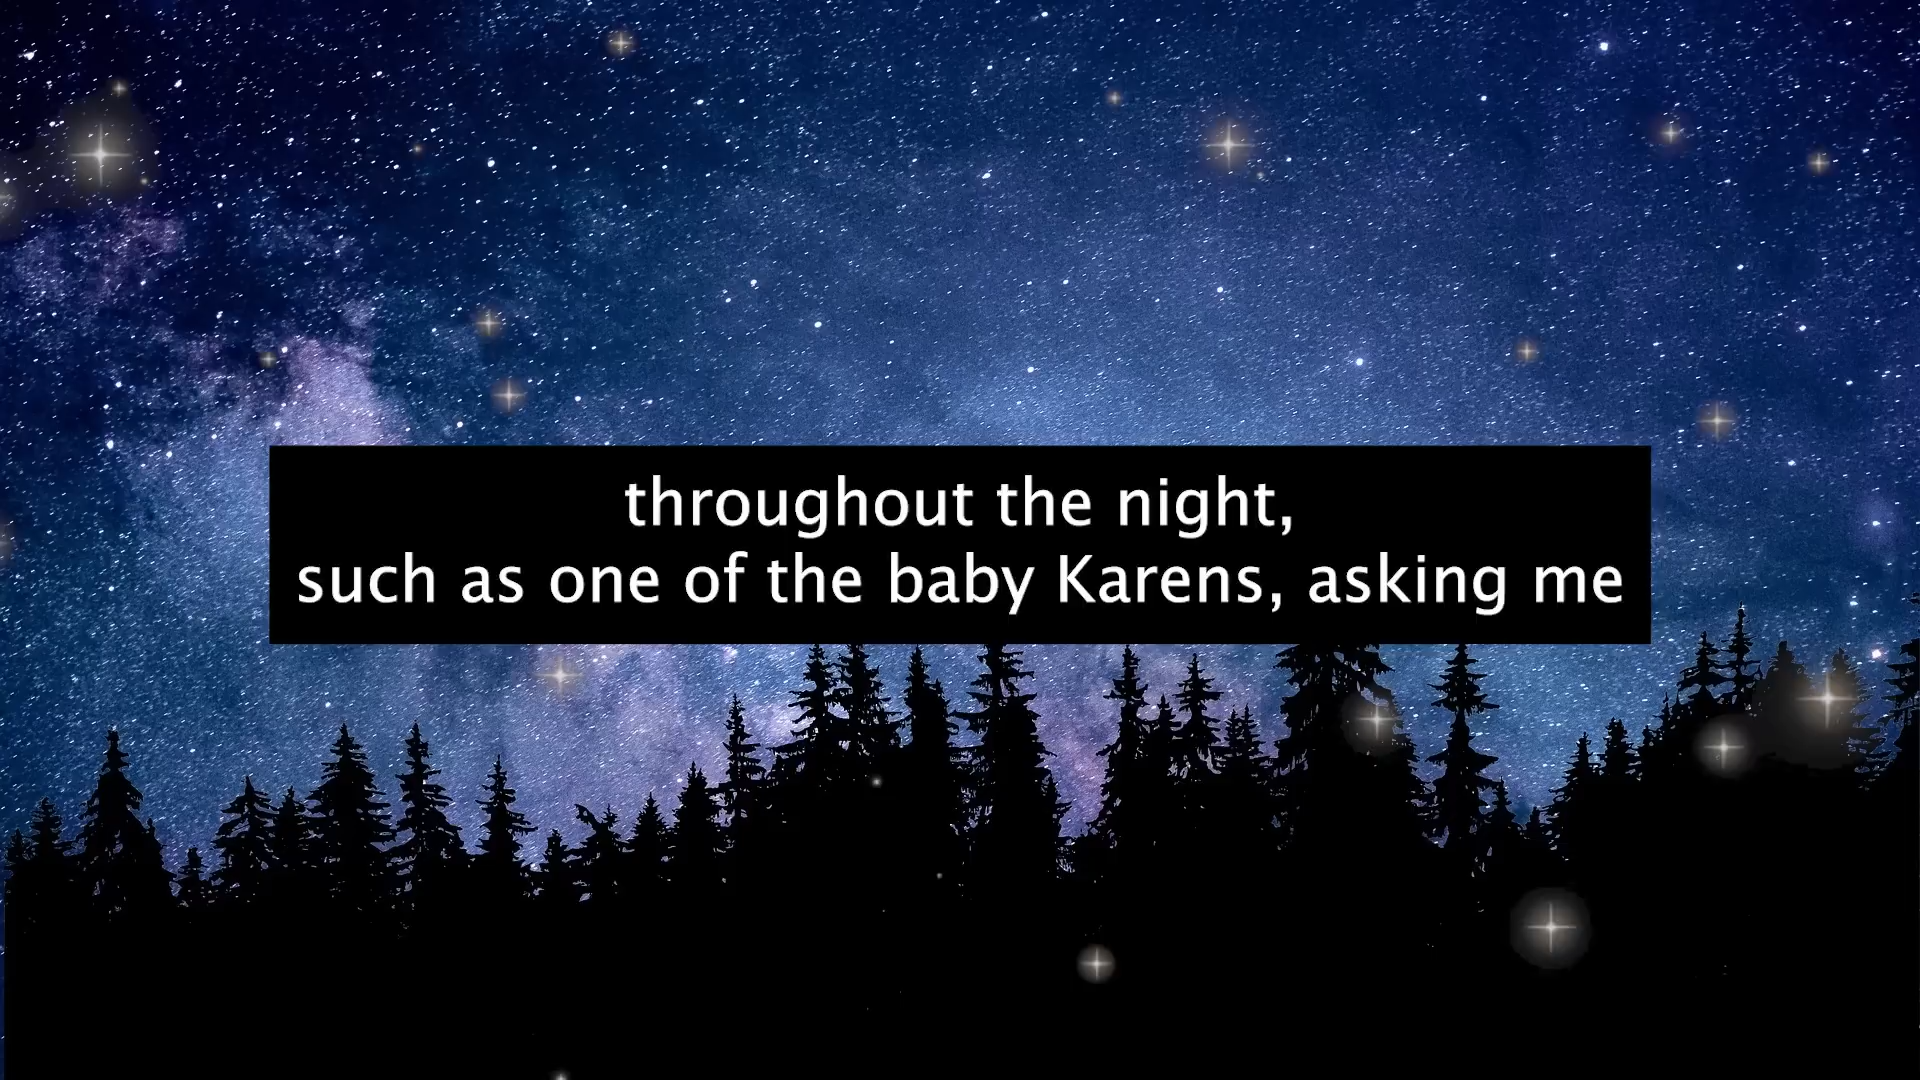 throughout the night,
such as one of the baby Karens, asking me